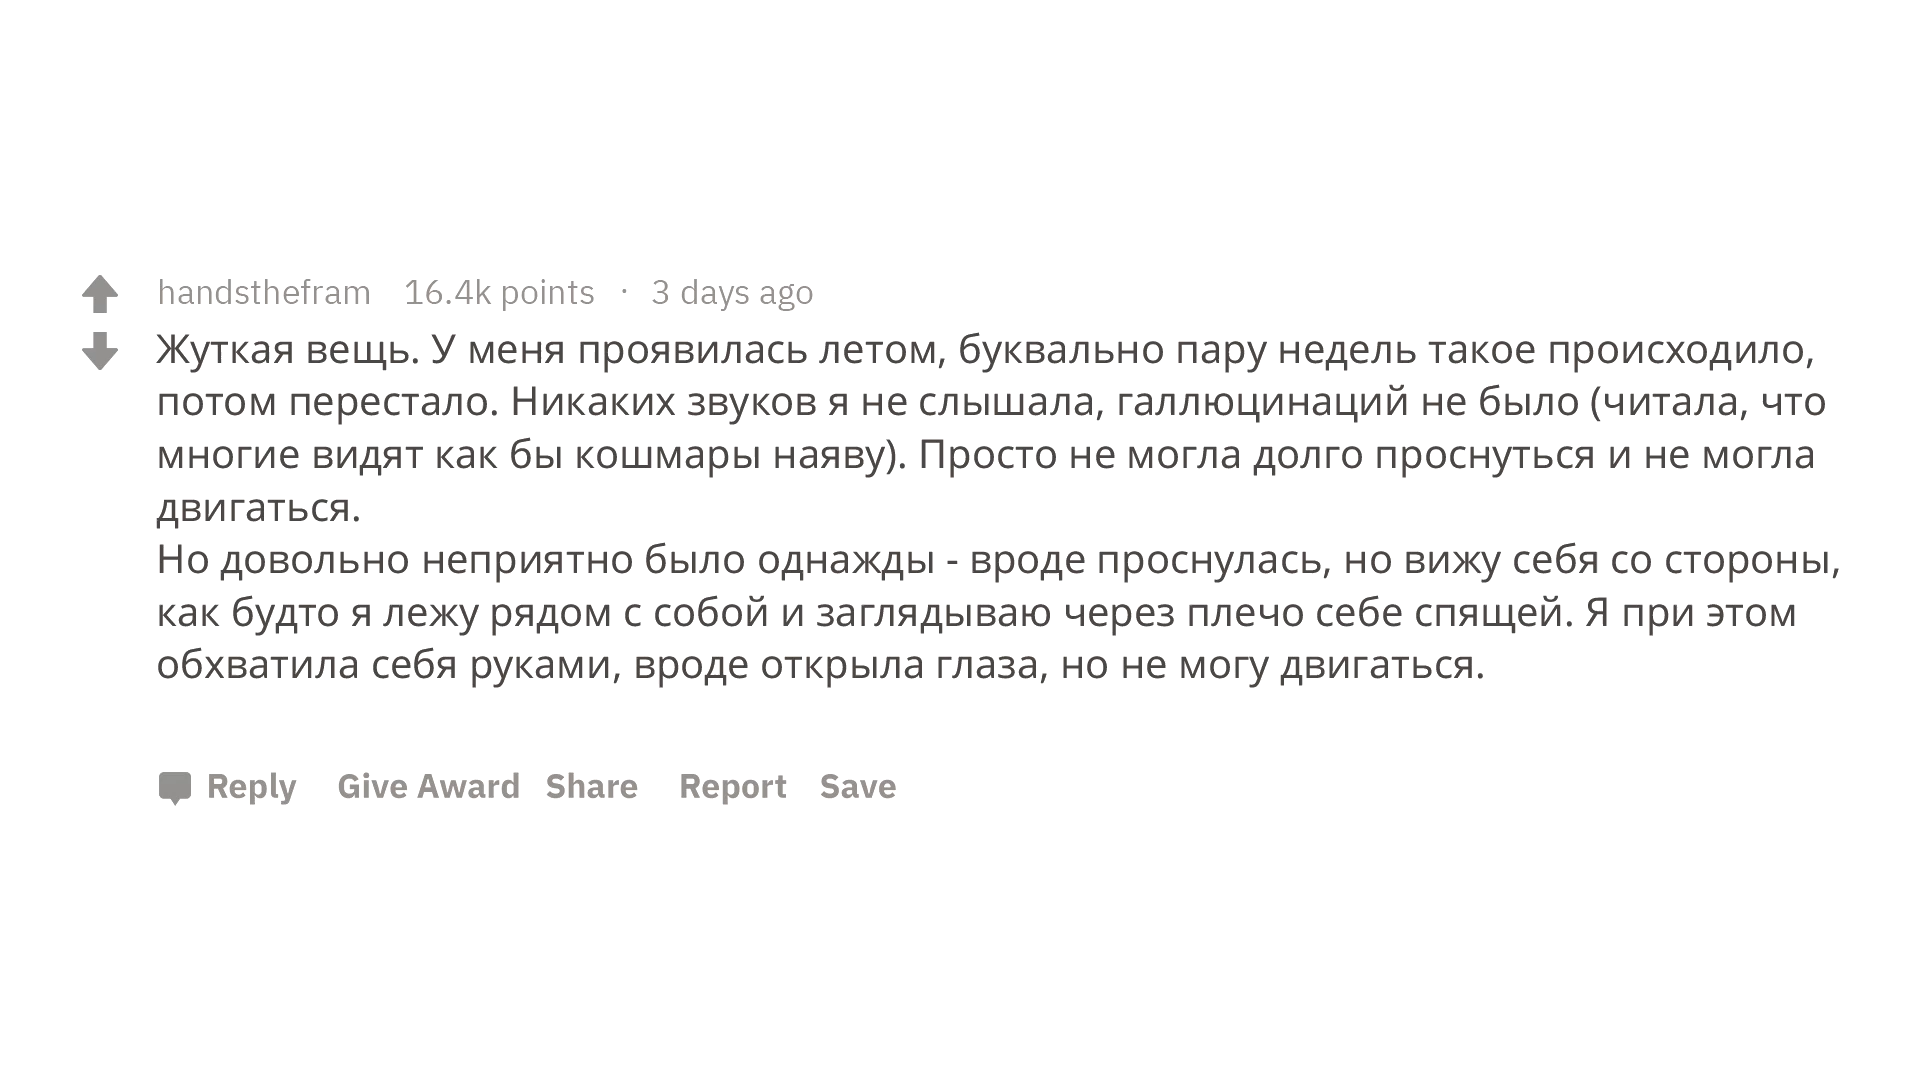 handsthefram 16.4k points · 3 days ago
Жуткая вещь. У меня проявилась летом, буквально пару недель такое происходило,
потом перестало. Никаких звуков я не слышала, галлюцинаций не было (читала, что
многие видят как бы кошмары наяву). Просто не могла долго проснуться и не могла
двигаться.
Но довольно неприятно было однажды - вроде проснулась, но вижу себя со стороны,
как будто я лежу рядом с собой и заглядываю через плечо себе спящей. Я при этом
обхватила себя руками, вроде открыла глаза, но не могу двигаться.
Reply Give Award Share Report Save